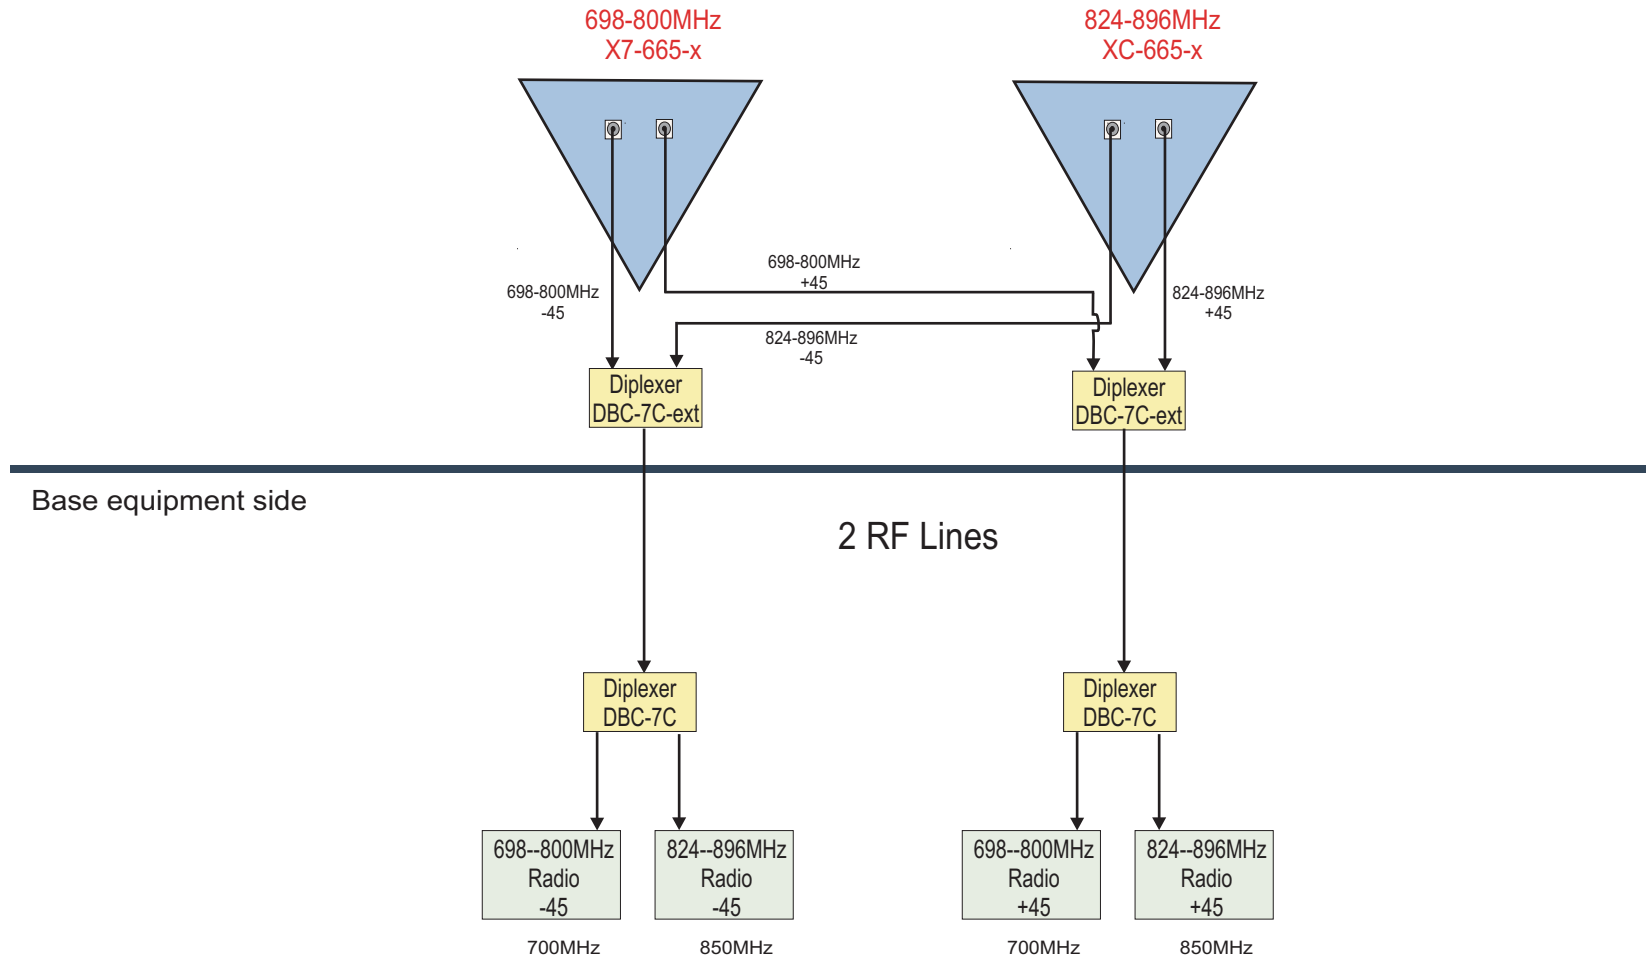 698-800MHz
X7-665-x
824-896MHz
XC-665-x
698-800MHz
+45
698-800MHz
-45
824-896MHz
+45
824-896MHz
-45
Diplexer
DBC-7C-ext
Diplexer
DBC-7C-ext
Base equipment side
2 RF Lines
Diplexer
DBC-7C
Diplexer
DBC-7C
698--800MHz
Radio
-45
824--896MHz
Radio
-45
698--800MHz
Radio
+45
824--896MHz
Radio
+45
700MHz
850MHz
700MHz
850MHz